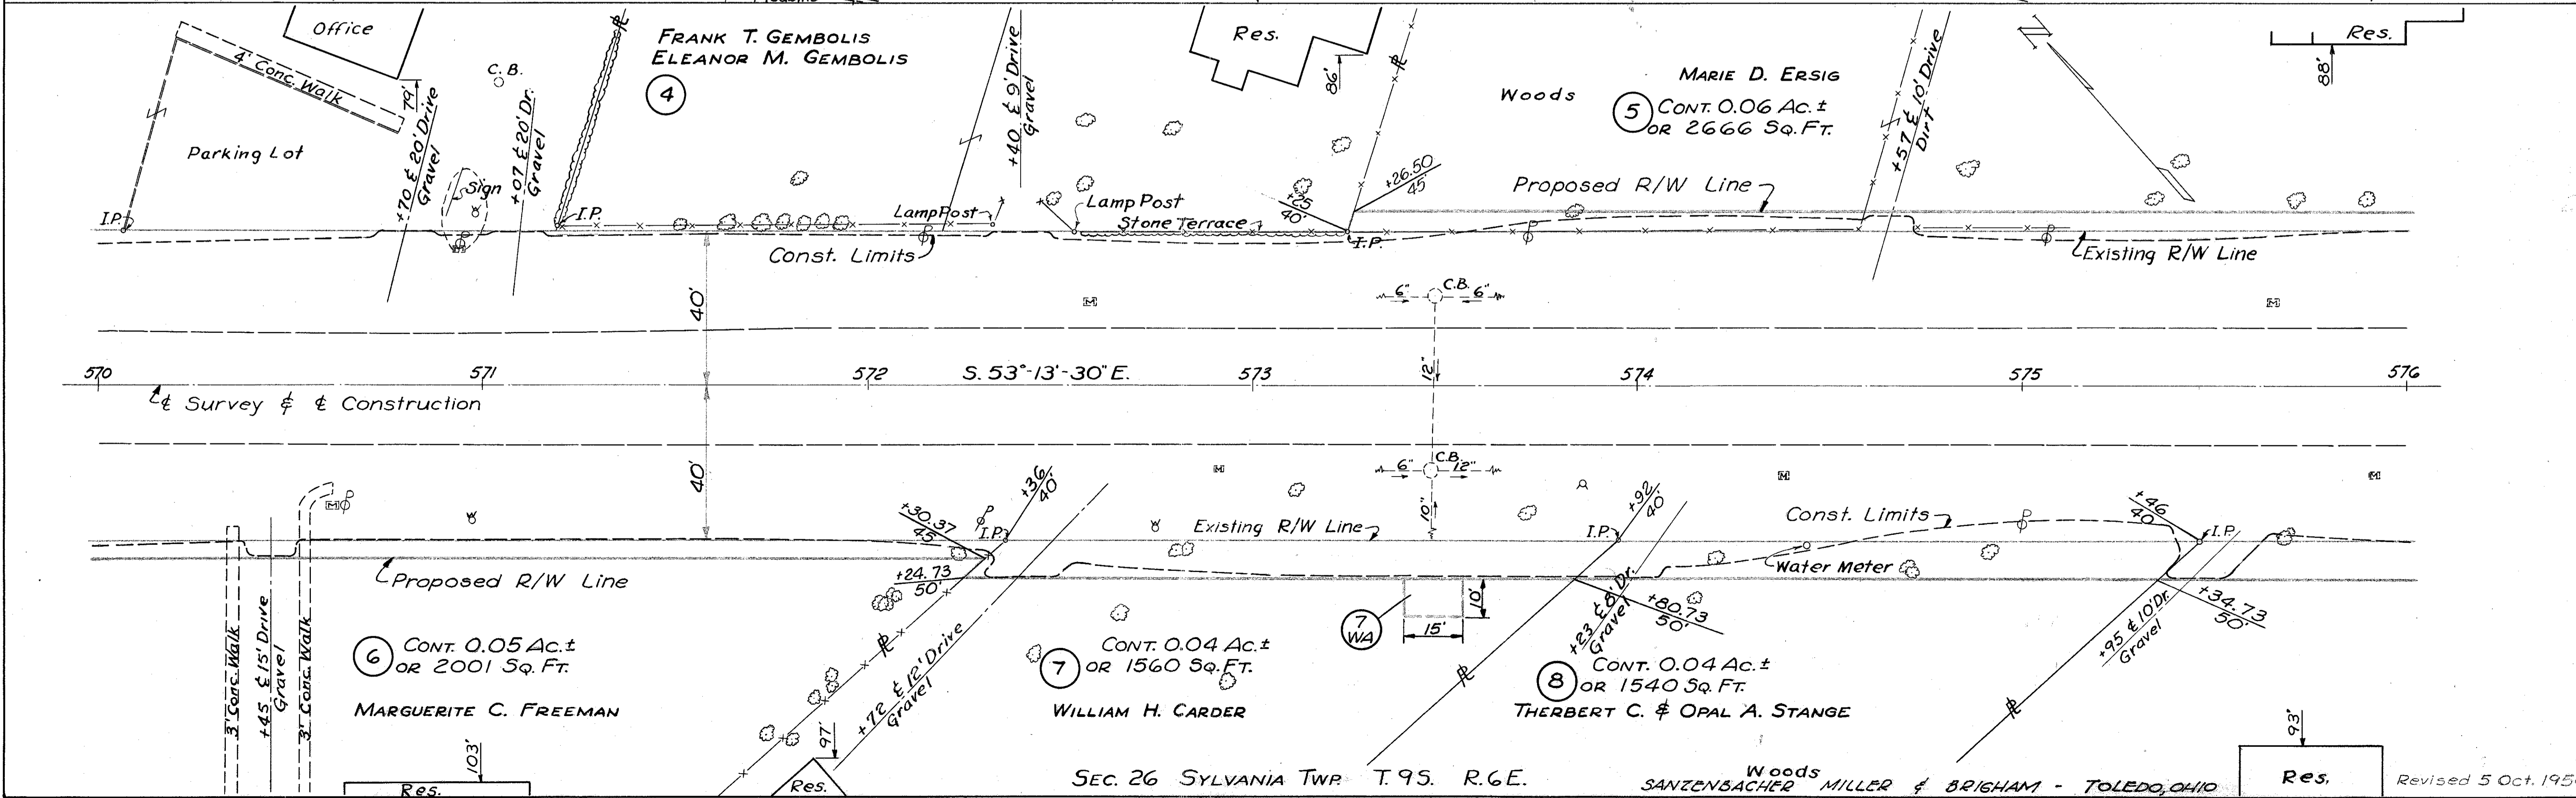 Office
4' Conc. Walk
Parking Lot
I.P.
79'
+70 ℄ 20' Drive
Gravel
C.B.
+07 ℄ 20' Dr.
Gravel
Sign
I.P.
FRANK T. GEMBOLIS
ELEANOR M. GEMBOLIS
4
Lamp Post
Const. Limits
+40 ℄ 9' Drive
Gravel
Lamp Post
Stone Terrace
Res.
86'
+25
40'
I.P.
+26.50
45
Woods
MARIE D. ERSIG
5
CONT. 0.06 AC. ±
OR 2666 SQ. FT.
Proposed R/W Line
+57 ℄ 10' Drive
Dirt
N
Existing R/W Line
Res.
88'
40'
M
6" C.B. 6"
M
12"
570 571 572 S. 53°-13'-30" E. 573 574 575 576
℄ Survey & ℄ Construction
40'
M
M
6" C.B. 12"
10"
M
M
+30.37
45
I.P.
+36
40'
Existing R/W Line
I.P.
+92
40'
Const. Limits
+46
40
I.P.
Proposed R/W Line
+24.73
50'
Water Meter
3' Conc. Walk
+45 ℄ 15' Drive
Gravel
3' Conc. Walk
6
CONT. 0.05 AC. ±
OR 2001 SQ. FT.
MARGUERITE C. FREEMAN
103'
Res.
℄ 12' Drive
+72
Gravel
97'
Res.
7
CONT. 0.04 AC. ±
OR 1560 SQ. FT.
WILLIAM H. CARDER
7
WA
15'
10'
+23 ℄ 8' Dr.
Gravel
+80.73
50'
8
CONT. 0.04 AC. ±
OR 1540 SQ. FT.
THERBERT C. & OPAL A. STANGE
+95 ℄ 10' Dr.
Gravel
+34.73
50'
93'
Res.
SEC. 26 SYLVANIA TWP. T. 9S. R. 6E.
Woods
SANZENBACHER MILLER & BRIGHAM - TOLEDO, OHIO
Revised 5 Oct.